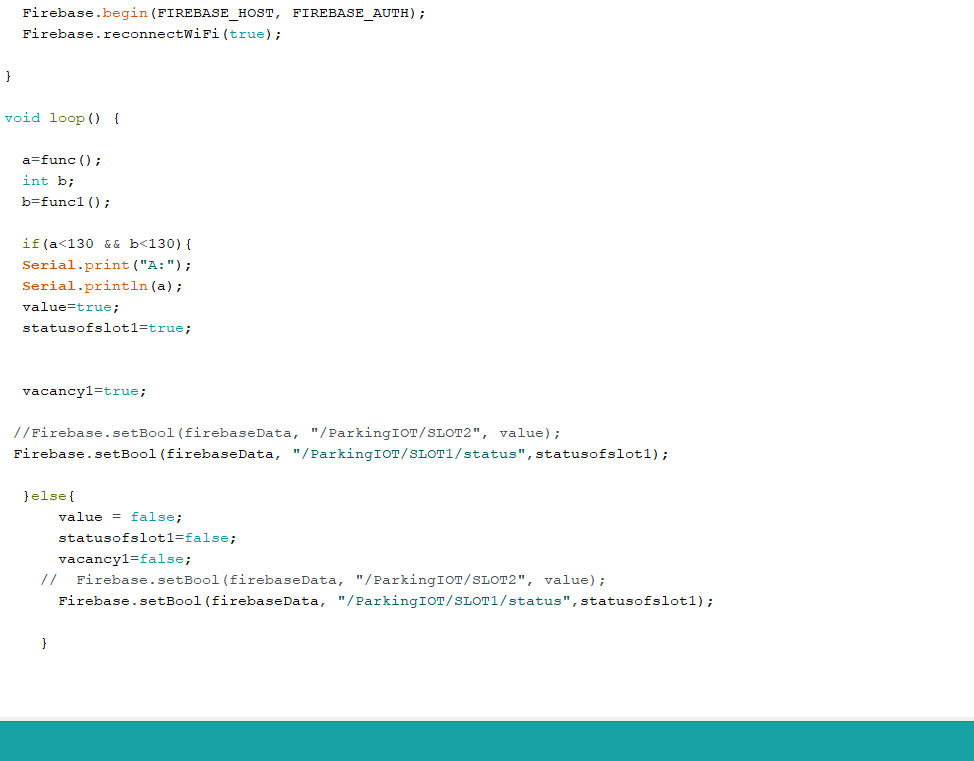 Firebase.begin(FIREBASE_HOST, FIREBASE_AUTH);
Firebase.reconnectWiFi(true);
}
void loop() {
a=func();
int b;
b=func1();
if(a<130 && b<130){
Serial.print("A:");
Serial.println(a);
value=true;
statusofslot1=true;
vacancy1=true;
//Firebase.setBool(firebaseData, "/ParkingIOT/SLOT2", value);
Firebase.setBool(firebaseData, "/ParkingIOT/SLOT1/status",statusofslot1);
}else{
value = false;
statusofslot1=false;
vacancy1=false;
//  Firebase.setBool(firebaseData, "/ParkingIOT/SLOT2", value);
Firebase.setBool(firebaseData, "/ParkingIOT/SLOT1/status",statusofslot1);
}